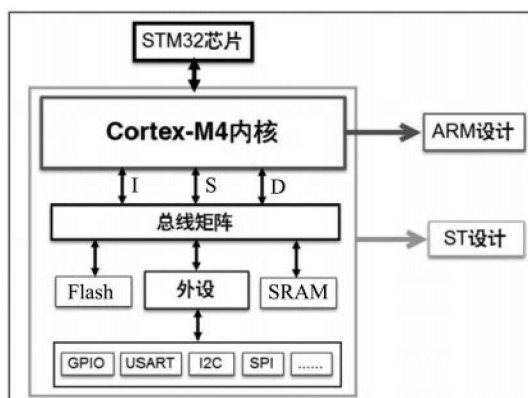 STM32芯片
Cortex-M4内核
ARM设计
I S D
总线矩阵
ST设计
Flash 外设 SRAM
GPIO USART I2C SPI ......